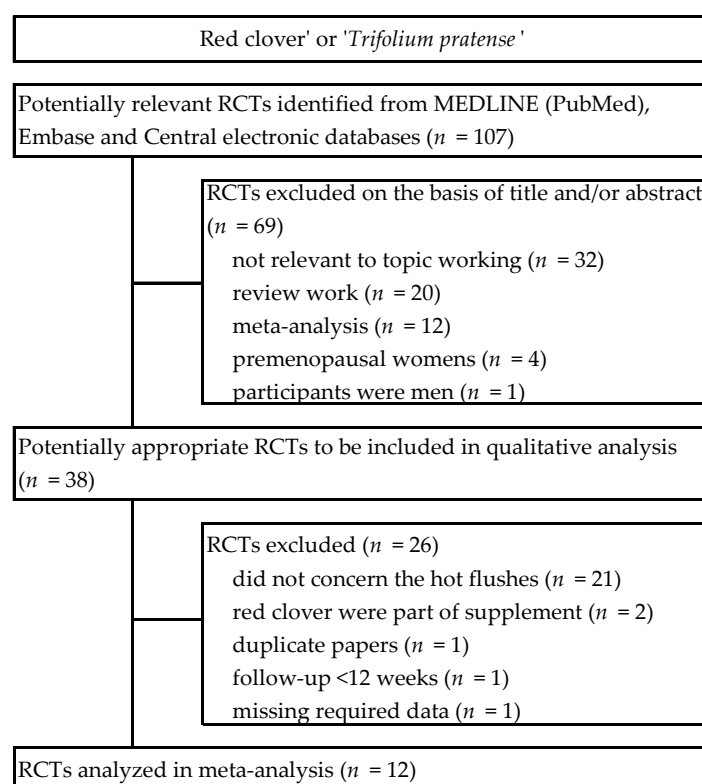 Red clover' or 'Trifolium pratense '
Potentially relevant RCTs identified from MEDLINE (PubMed),
Embase and Central electronic databases (n = 107)
RCTs excluded on the basis of title and/or abstract
(n = 69)
not relevant to topic working (n = 32)
review work (n = 20)
meta-analysis (n = 12)
premenopausal womens (n = 4)
participants were men (n = 1)
Potentially appropriate RCTs to be included in qualitative analysis
(n = 38)
RCTs excluded (n = 26)
did not concern the hot flushes (n = 21)
red clover were part of supplement (n = 2)
duplicate papers (n = 1)
follow-up <12 weeks (n = 1)
missing required data (n = 1)
RCTs analyzed in meta-analysis (n = 12)